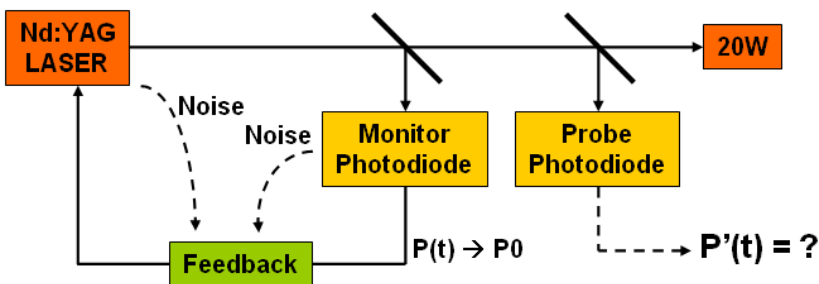 Nd:YAG
LASER
20W
Noise
Noise
Monitor
Photodiode
Probe
Photodiode
Feedback
P(t) → P0
P’(t) = ?